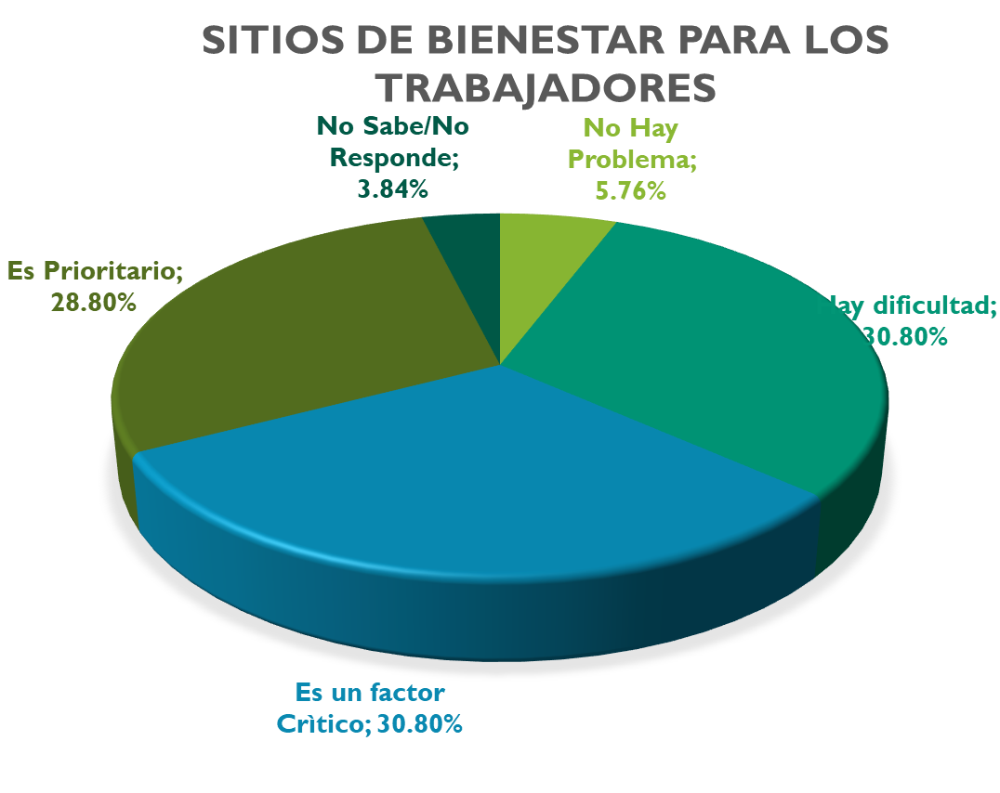 SITIOS DE BIENESTAR PARA LOS
TRABAJADORES
No Sabe/No
Responde;
3.84%
No Hay
Problema;
5.76%
Es Prioritario;
28.80%
dificultad;
30.80%
Es un factor
Crìtico; 30.80%